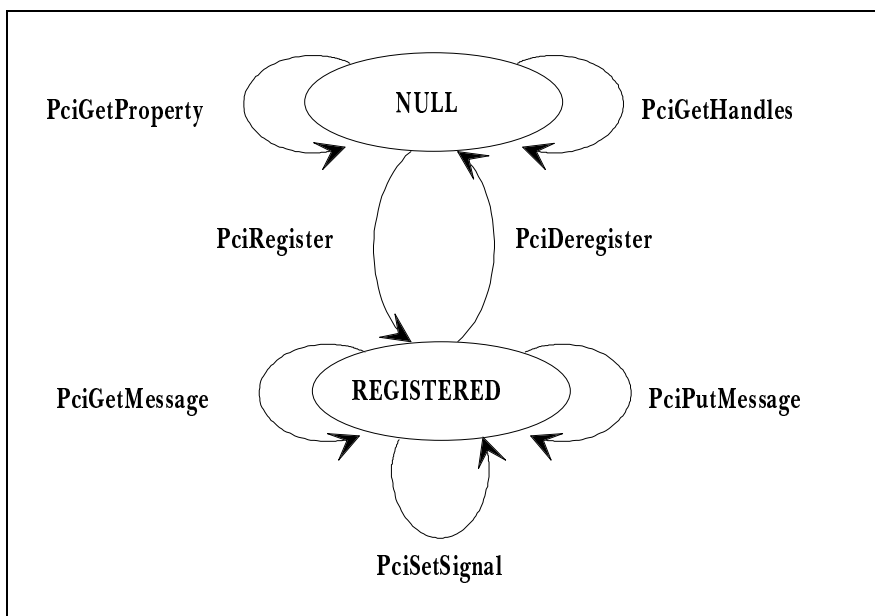 NULL
PciGetProperty
PciGetHandles
PciRegister
PciDeregister
REGISTERED
PciGetMessage
PciPutMessage
PciSetSignal